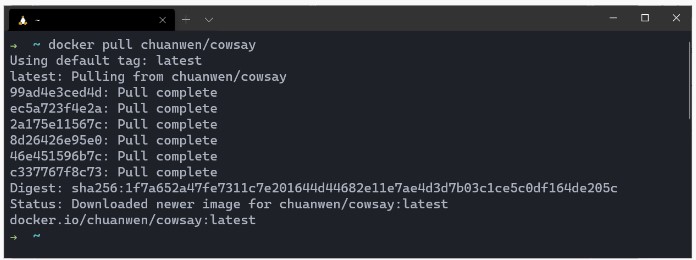 ~
→ ~ docker pull chuanwen/cowsay
Using default tag: latest
latest: Pulling from chuanwen/cowsay
99ad4e3ced4d: Pull complete
ec5a723f4e2a: Pull complete
2a175e11567c: Pull complete
8d26426e95e0: Pull complete
46e451596b7c: Pull complete
c337767f8c73: Pull complete
Digest: sha256:1f7a652a47fe7311c7e201644d44682e11e7ae4d3d7b03c1ce5c0df164de205c
Status: Downloaded newer image for chuanwen/cowsay:latest
docker.io/chuanwen/cowsay:latest
→ ~